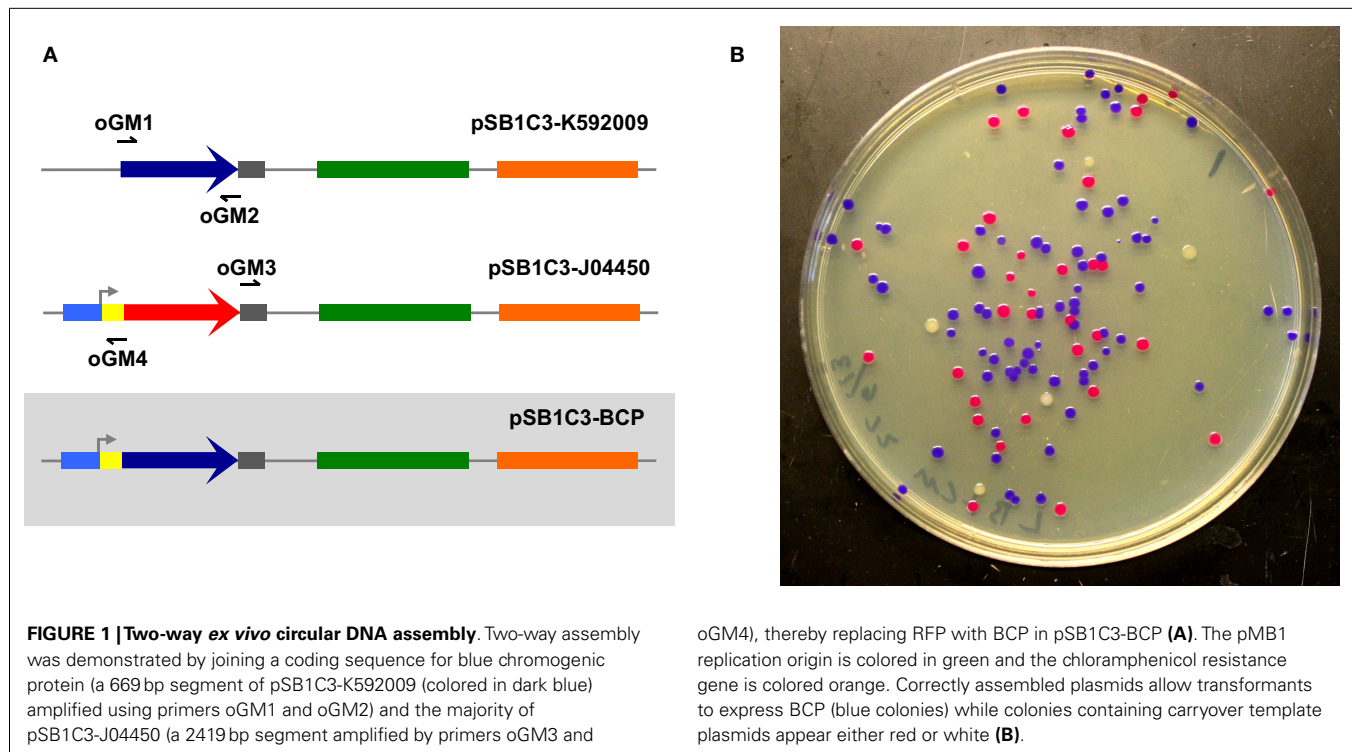 A
oGM1
pSB1C3-K592009
oGM2
oGM3
pSB1C3-J04450
oGM4
pSB1C3-BCP
B
LB+cm
FIGURE 1 | Two-way ex vivo circular DNA assembly. Two-way assembly
was demonstrated by joining a coding sequence for blue chromogenic
protein (a 669 bp segment of pSB1C3-K592009 (colored in dark blue)
amplified using primers oGM1 and oGM2) and the majority of
pSB1C3-J04450 (a 2419 bp segment amplified by primers oGM3 and
oGM4), thereby replacing RFP with BCP in pSB1C3-BCP (A). The pMB1
replication origin is colored in green and the chloramphenicol resistance
gene is colored orange. Correctly assembled plasmids allow transformants
to express BCP (blue colonies) while colonies containing carryover template
plasmids appear either red or white (B).